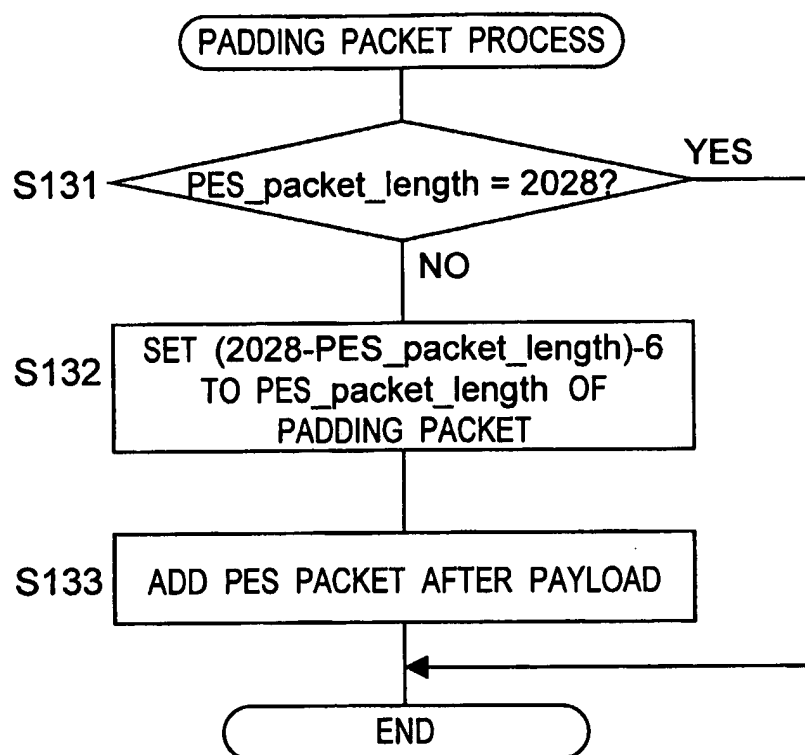 PADDING PACKET PROCESS
YES
S131
PES_packet_length = 2028?
NO
S132
SET (2028-PES_packet_length)-6
TO PES_packet_length OF
PADDING PACKET
S133
ADD PES PACKET AFTER PAYLOAD
END